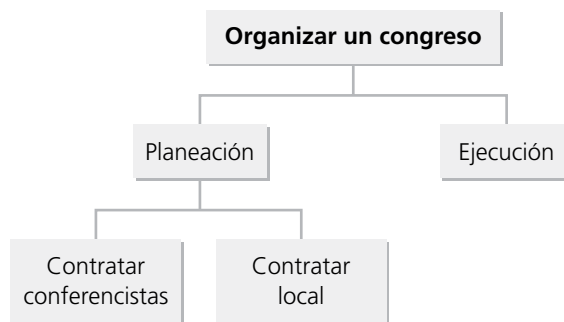 Organizar un congreso
Planeación
Ejecución
Contratar
conferencistas
Contratar
local